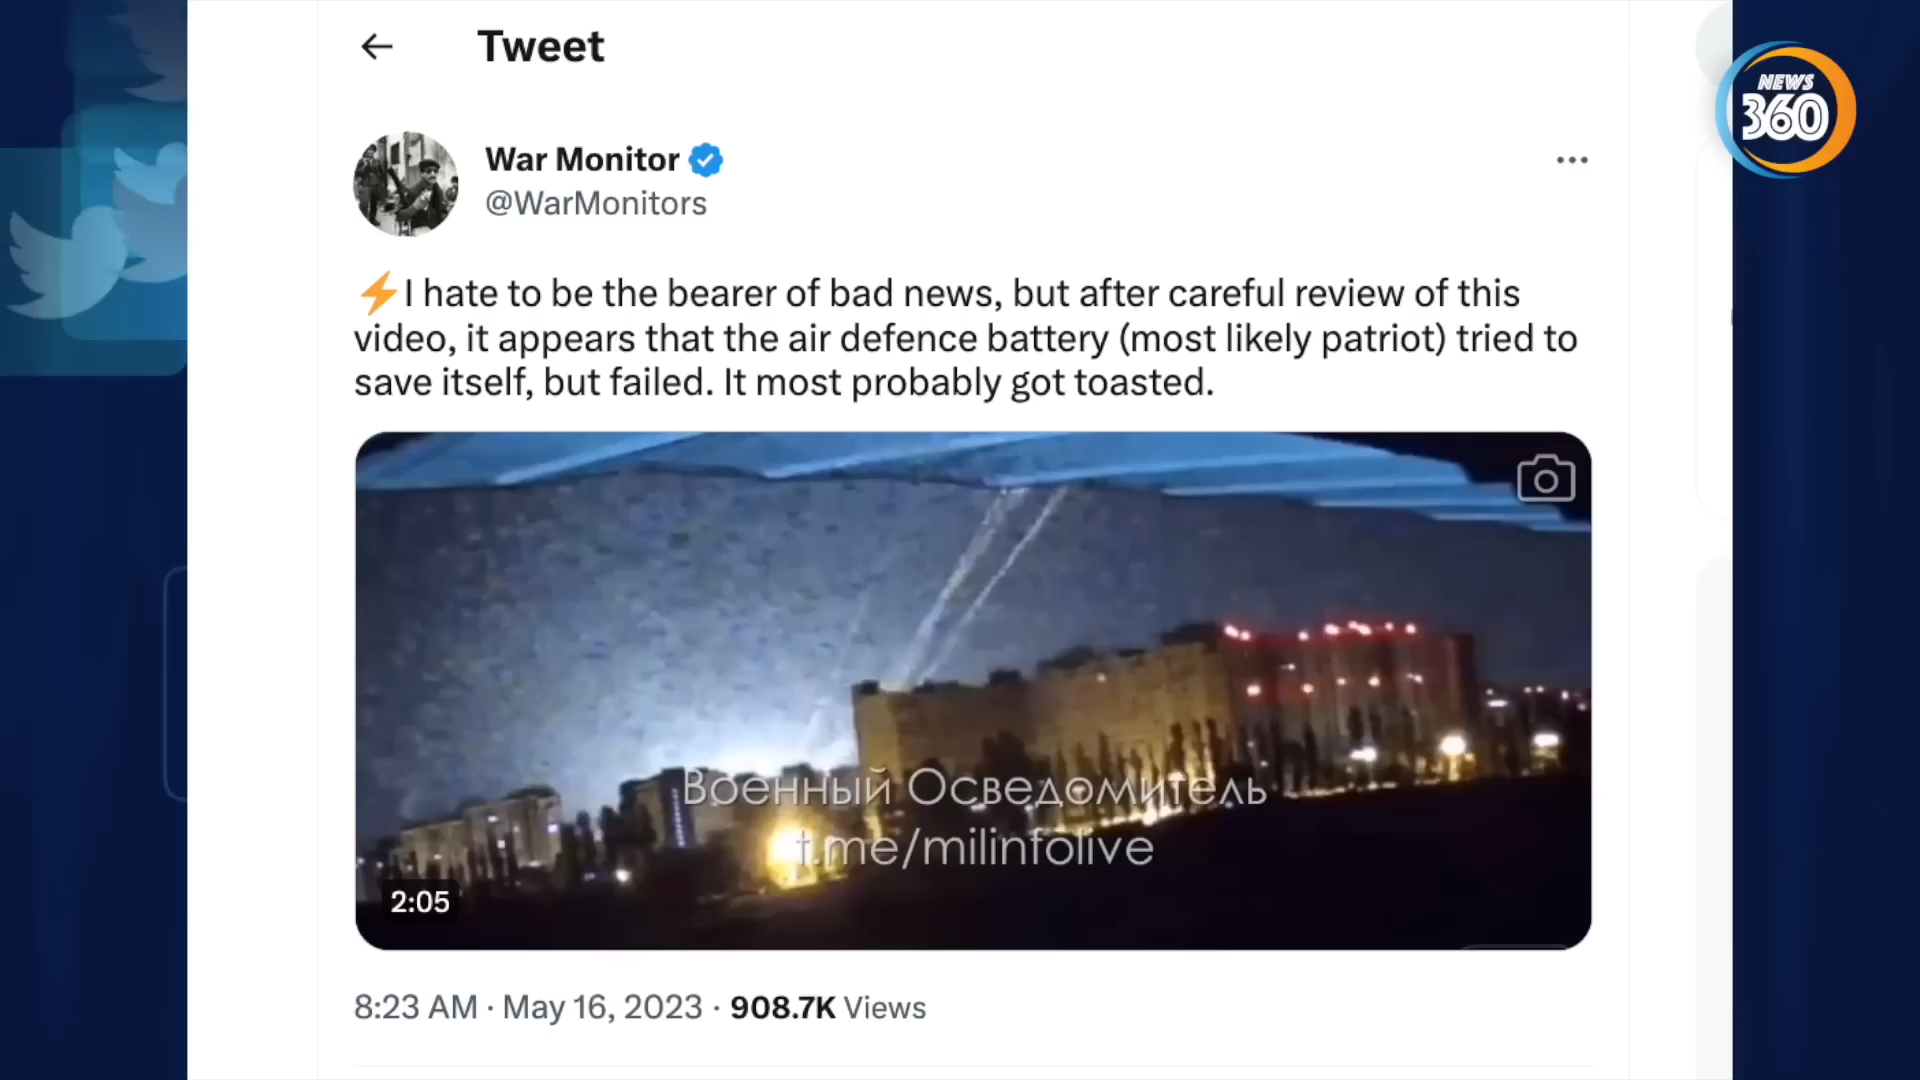 Tweet
NEWS
360
War Monitor
@WarMonitors
⚡I hate to be the bearer of bad news, but after careful review of this
video, it appears that the air defence battery (most likely patriot) tried to
save itself, but failed. It most probably got toasted.
Военный Осведомитель
t.me/milinfolive
2:05
8:23 AM · May 16, 2023 · 908.7K Views